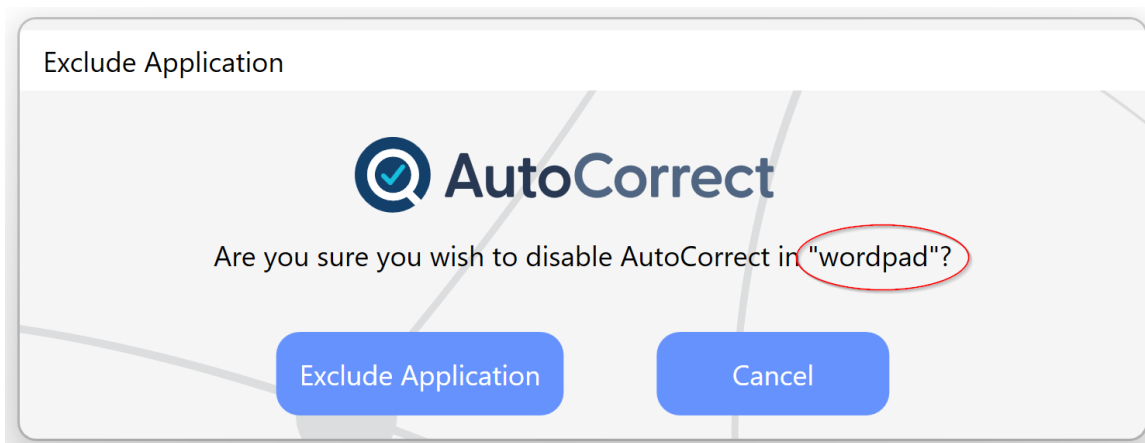 Exclude Application
AutoCorrect
Are you sure you wish to disable AutoCorrect in "wordpad"?
Exclude Application
Cancel